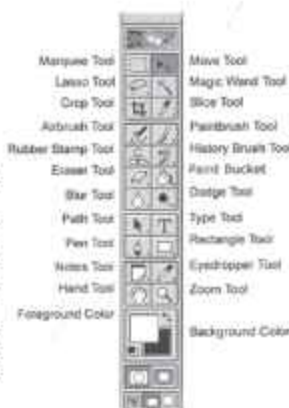 Marquee Tool
Move Tool
Lasso Tool
Magic Wand Tool
Crop Tool
Slice Tool
Airbrush Tool
Paintbrush Tool
Rubber Stamp Tool
History Brush Tool
Eraser Tool
Paint Bucket
Blur Tool
Dodge Tool
Path Tool
Type Tool
Pen Tool
Rectangle Tool
Notes Tool
Eyedropper Tool
Hand Tool
Zoom Tool
Foreground Color
Background Color